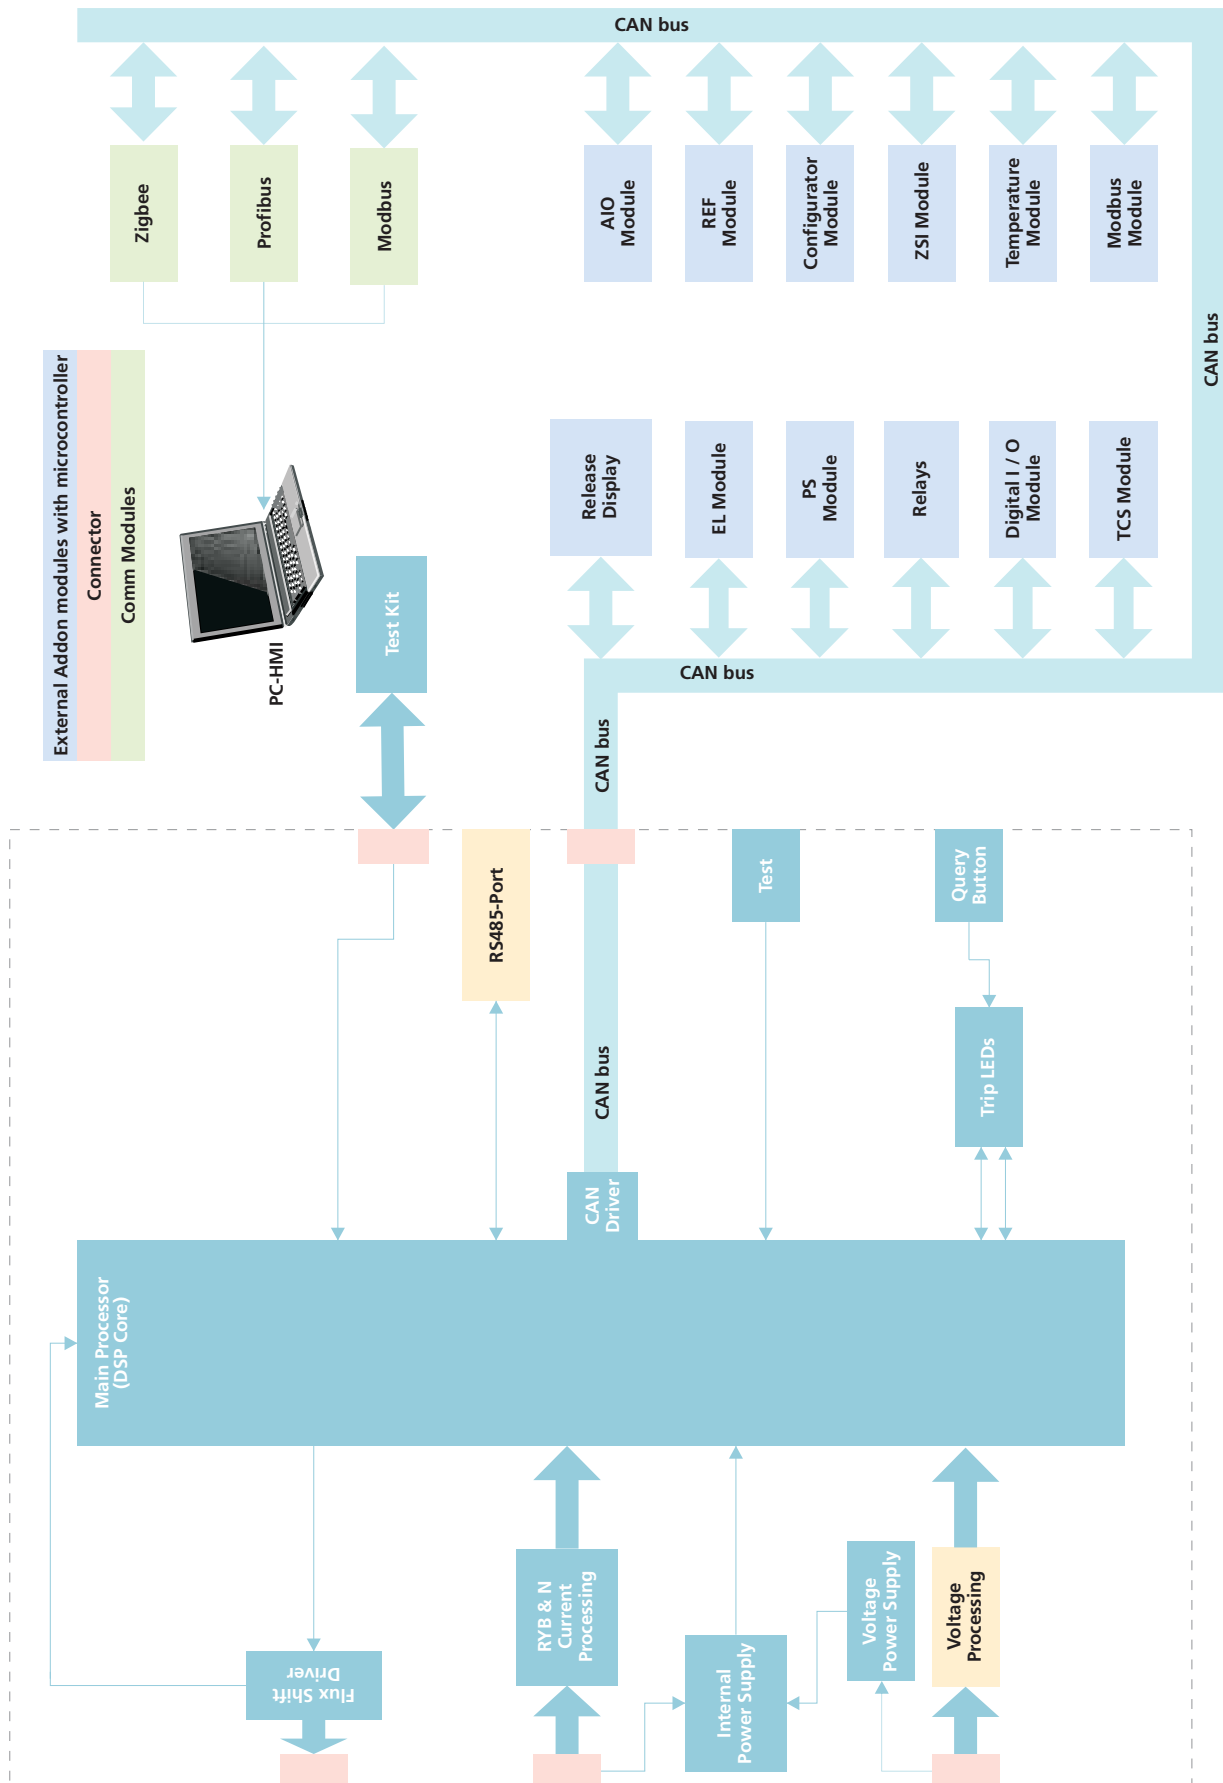 CAN bus
Zigbee
Profibus
Modbus
AIO
Module
REF
Module
Configurator
Module
ZSI Module
Temperature
Module
Modbus
Module
CAN bus
External Addon modules with microcontroller
Connector
Comm Modules
PC-HMI
Test Kit
Release
Display
EL Module
PS
Module
Relays
Digital I / O
Module
TCS Module
CAN bus
CAN bus
RS485-Port
Test
Query
Button
CAN bus
Trip LEDs
CAN
Driver
Main Processor
(DSP Core)
RYB & N
Current
Processing
Voltage
Power Supply
Voltage
Processing
Flux Shift
Driver
Internal
Power Supply